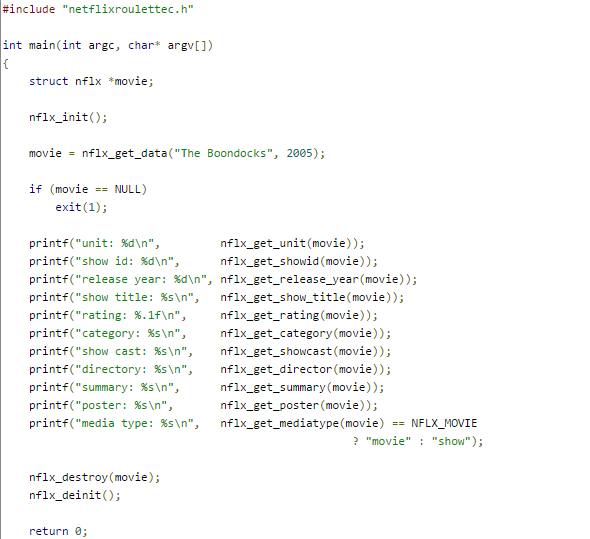 #include "netflixroulettec.h"

int main(int argc, char* argv[])
{
    struct nflx *movie;

    nflx_init();

    movie = nflx_get_data("The Boondocks", 2005);

    if (movie == NULL)
        exit(1);

    printf("unit: %d\n",         nflx_get_unit(movie));
    printf("show id: %d\n",      nflx_get_showid(movie));
    printf("release year: %d\n", nflx_get_release_year(movie));
    printf("show title: %s\n",   nflx_get_show_title(movie));
    printf("rating: %.1f\n",     nflx_get_rating(movie));
    printf("category: %s\n",     nflx_get_category(movie));
    printf("show cast: %s\n",    nflx_get_showcast(movie));
    printf("directory: %s\n",    nflx_get_director(movie));
    printf("summary: %s\n",      nflx_get_summary(movie));
    printf("poster: %s\n",       nflx_get_poster(movie));
    printf("media type: %s\n",   nflx_get_mediatype(movie) == NFLX_MOVIE
                                                     ? "movie" : "show");

    nflx_destroy(movie);
    nflx_deinit();

    return 0;